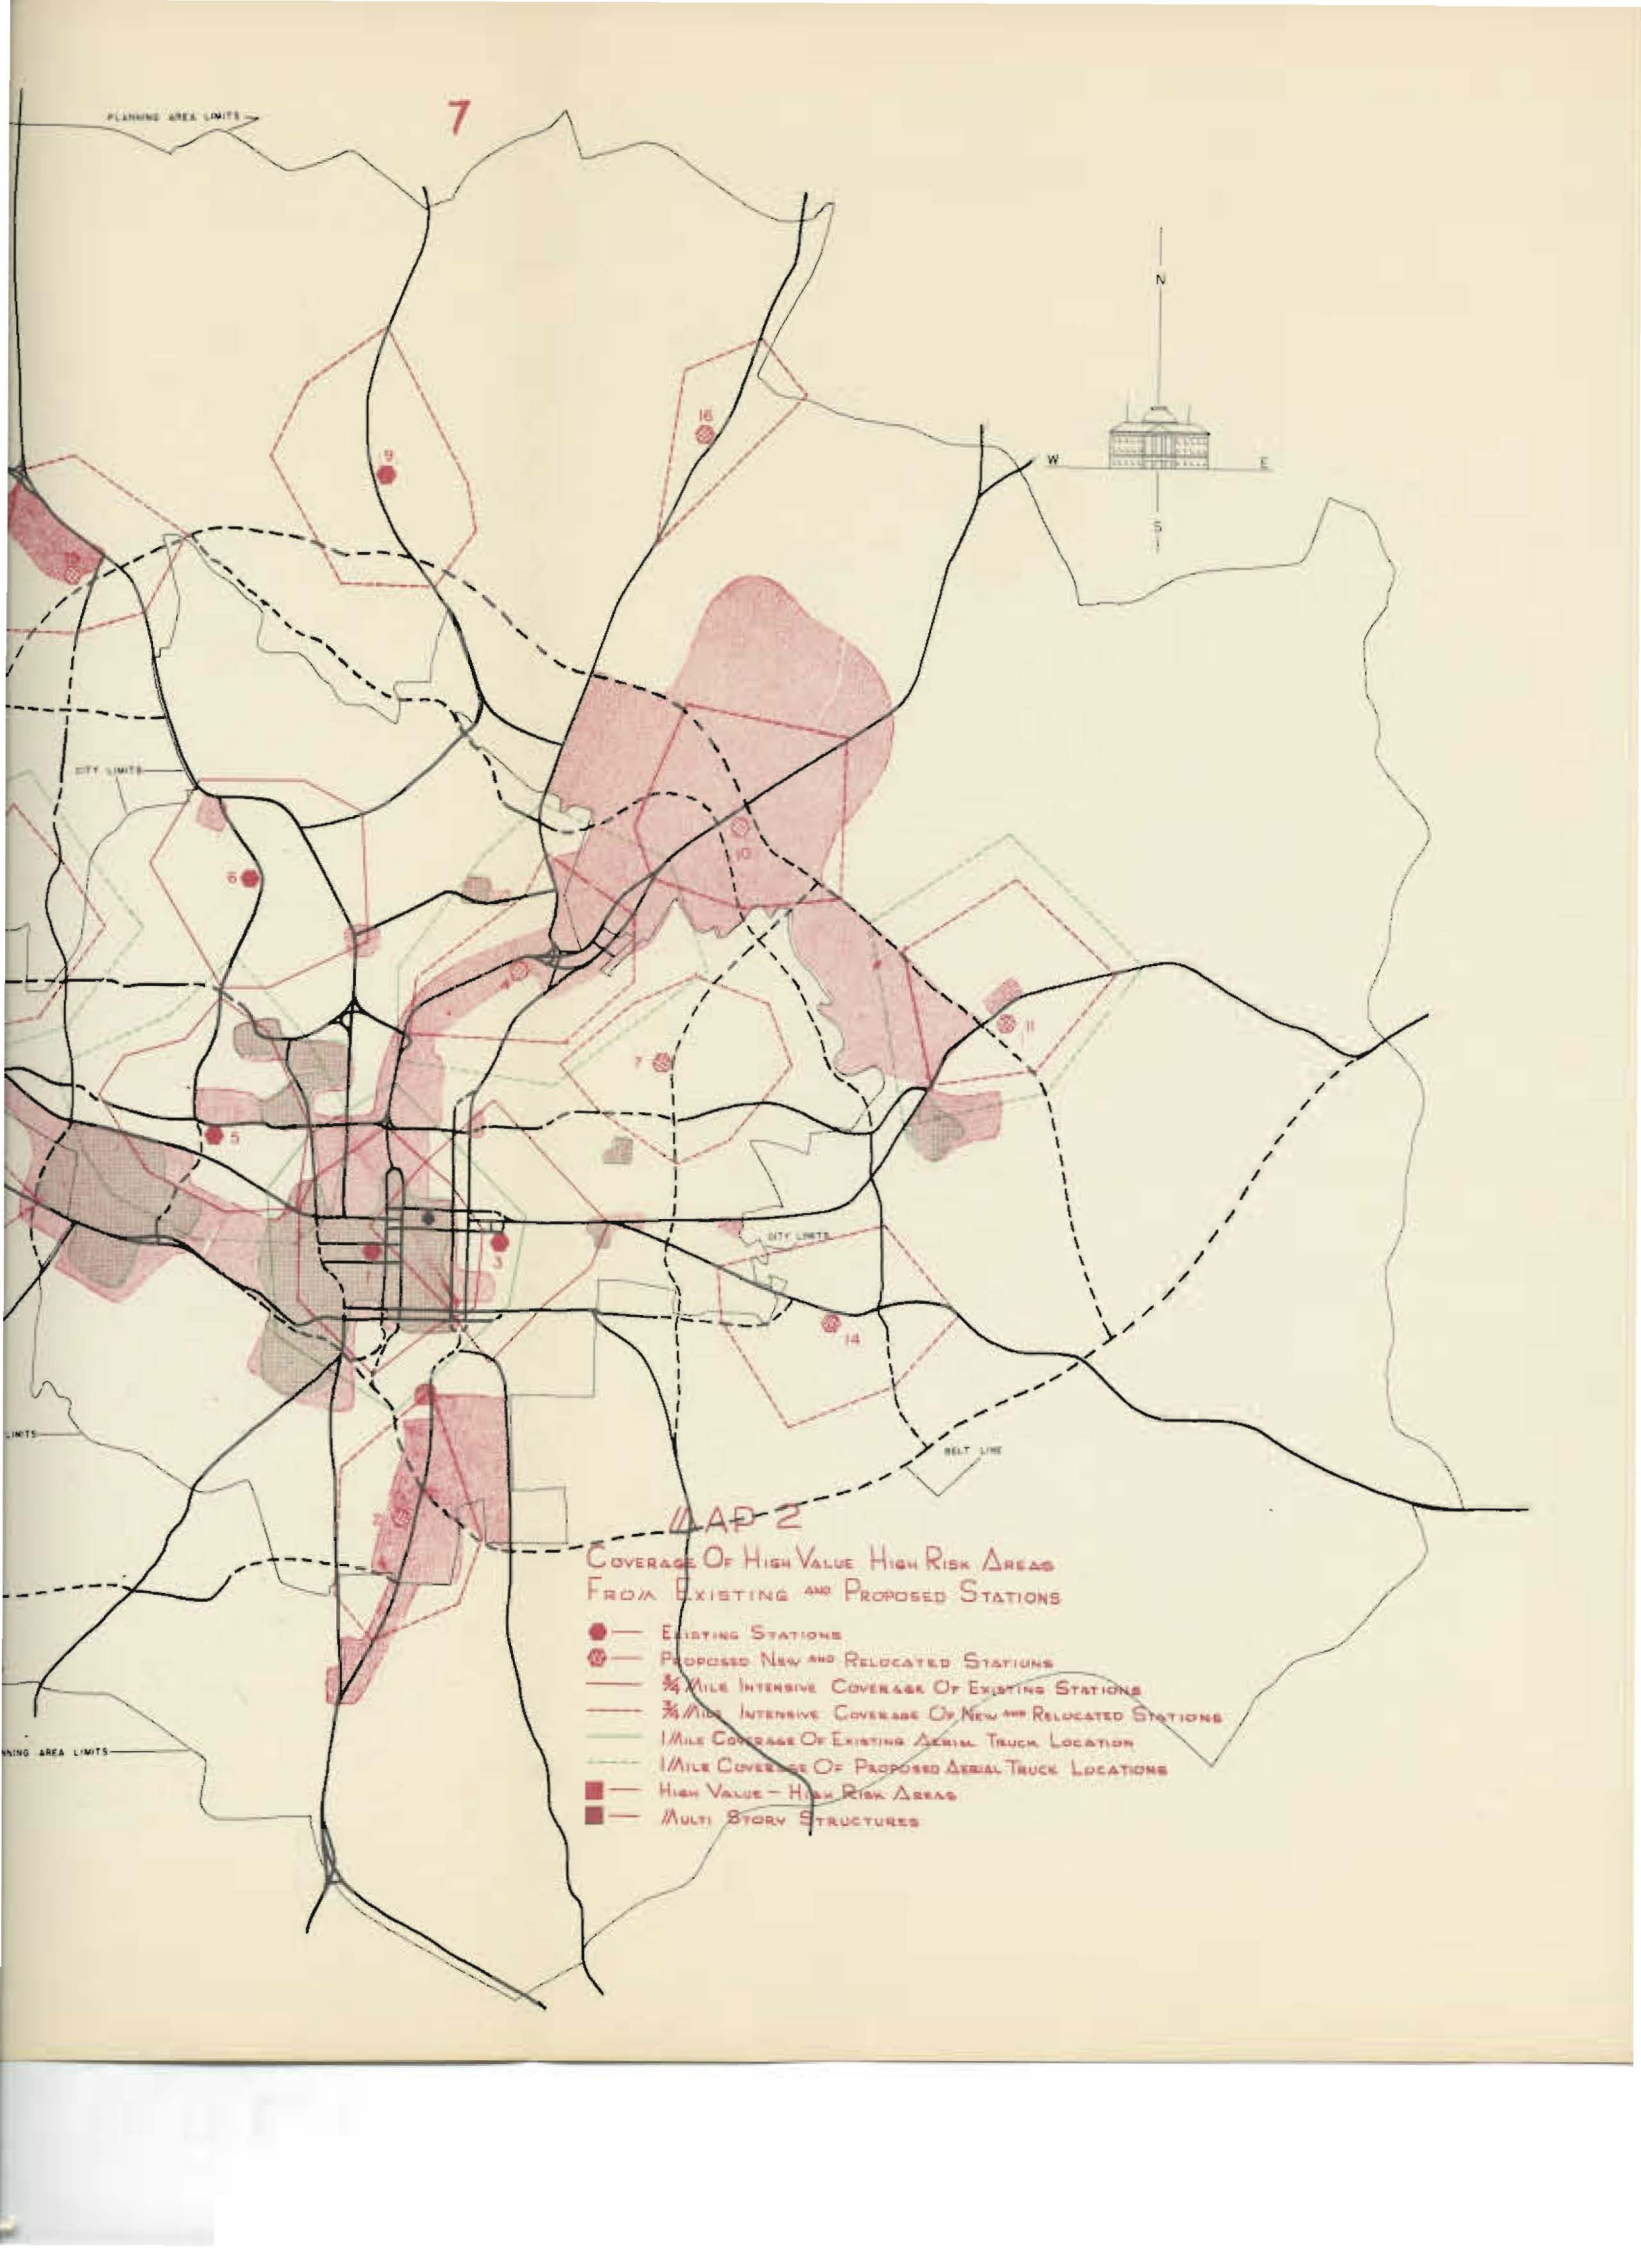 7
PLANNING AREA LIMITS
N
16
W E
9
S
15
CITY LIMITS
10
6
4
11
7
5
CITY LIMITS
3
1
14
LIMITS
BELT LINE
2
MAP 2
COVERAGE OF HIGH VALUE HIGH RISK AREAS
FROM EXISTING AND PROPOSED STATIONS
EXISTING STATIONS
PROPOSED NEW AND RELOCATED STATIONS
3/4 MILE INTENSIVE COVERAGE OF EXISTING STATIONS
3/4 MILE INTENSIVE COVERAGE OF NEW AND RELOCATED STATIONS
1 MILE COVERAGE OF EXISTING AERIAL TRUCK LOCATION
NNING AREA LIMITS
1 MILE COVERAGE OF PROPOSED AERIAL TRUCK LOCATIONS
HIGH VALUE - HIGH RISK AREAS
MULTI STORY STRUCTURES